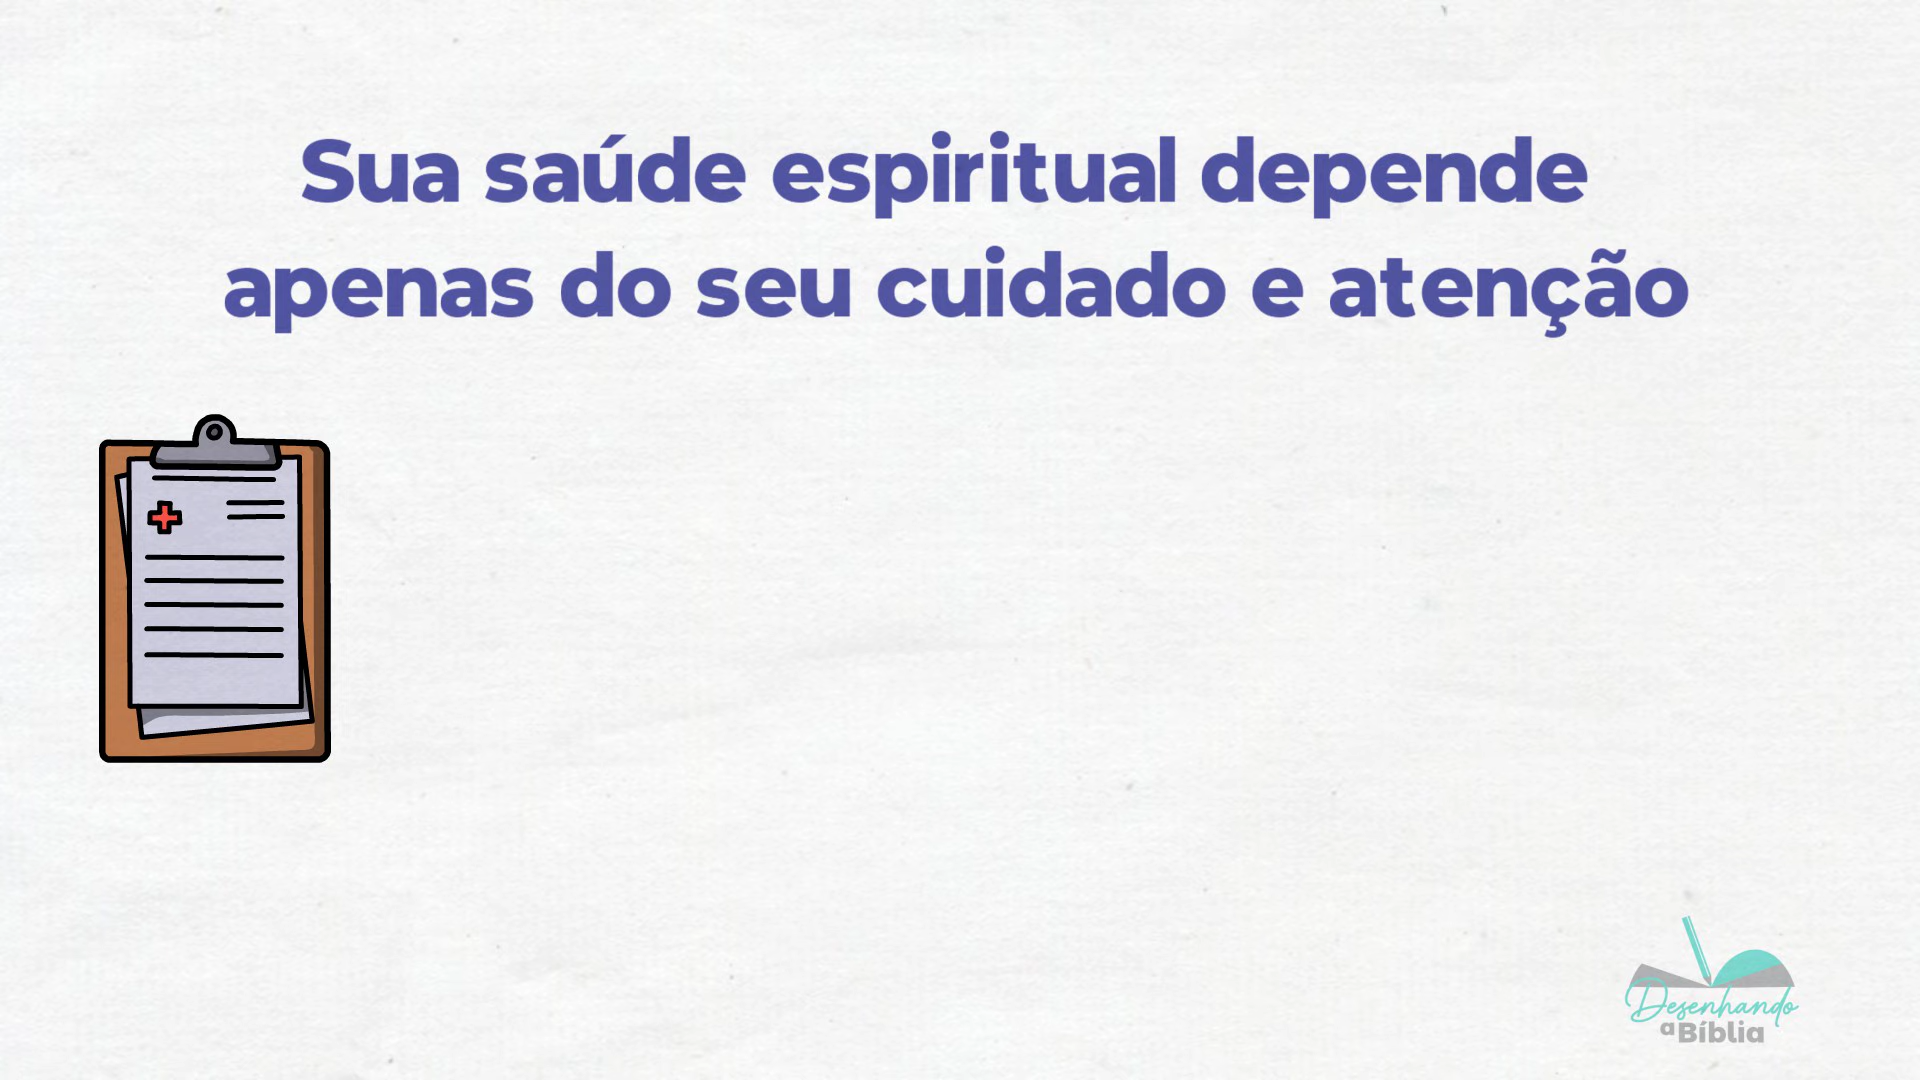 Sua saúde espiritual depende
apenas do seu cuidado e atenção
Desenhando
a Bíblia